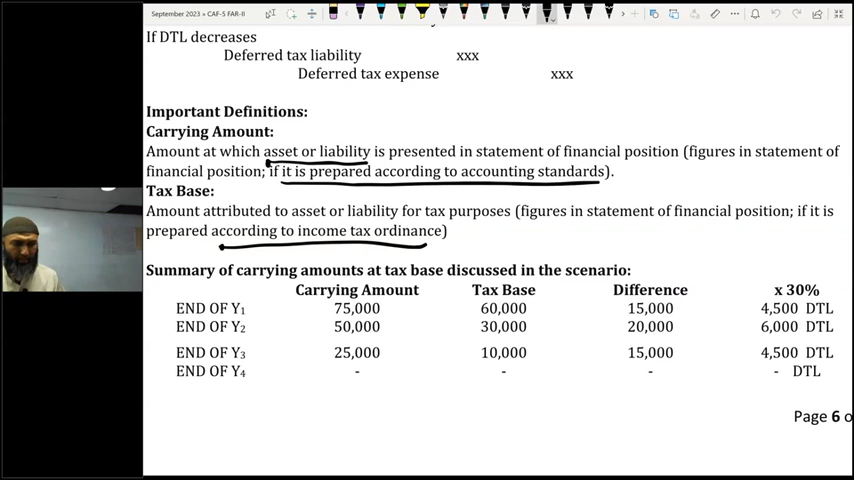 September 2023 » CAF-5 FAR-II
If DTL decreases
Deferred tax liability xxx
Deferred tax expense xxx
Important Definitions:
Carrying Amount:
Amount at which asset or liability is presented in statement of financial position (figures in statement of
financial position; if it is prepared according to accounting standards).
Tax Base:
Amount attributed to asset or liability for tax purposes (figures in statement of financial position; if it is
prepared according to income tax ordinance)
Summary of carrying amounts at tax base discussed in the scenario:
Carrying Amount Tax Base Difference x 30%
END OF Y1 75,000 60,000 15,000 4,500 DTL
END OF Y2 50,000 30,000 20,000 6,000 DTL
END OF Y3 25,000 10,000 15,000 4,500 DTL
END OF Y4 - - - - DTL
Page 6 o